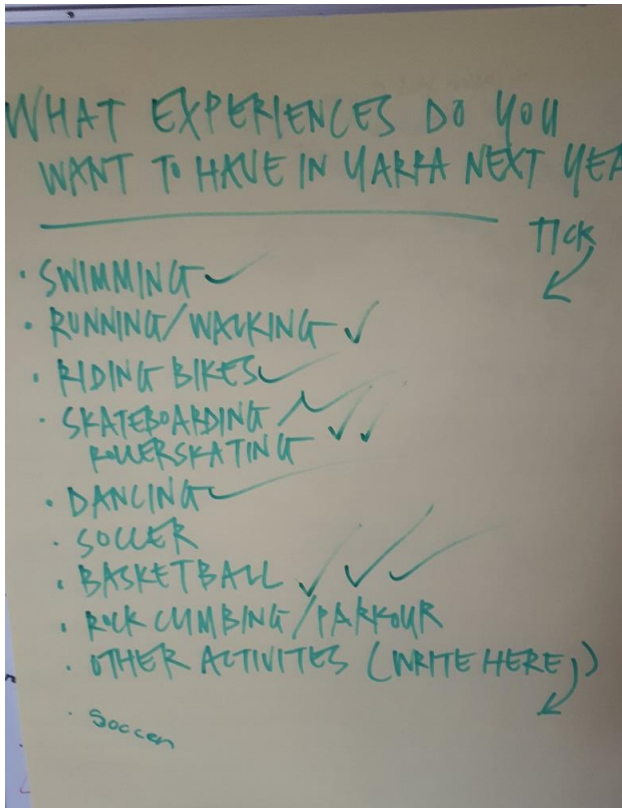 WHAT EXPERIENCES DO YOU
WANT TO HAVE IN YARRA NEXT YEA
TICK
• SWIMMING ✓
• RUNNING/WALKING ✓
• RIDING BIKES ✓
• SKATEBOARDING / ✓ ✓ ✓
ROLLERSKATING
• DANCING ✓
• SOCCER
• BASKETBALL ✓ ✓ ✓
• ROCK CLIMBING/PARKOUR
• OTHER ACTIVITES (WRITE HERE)
• Soccer